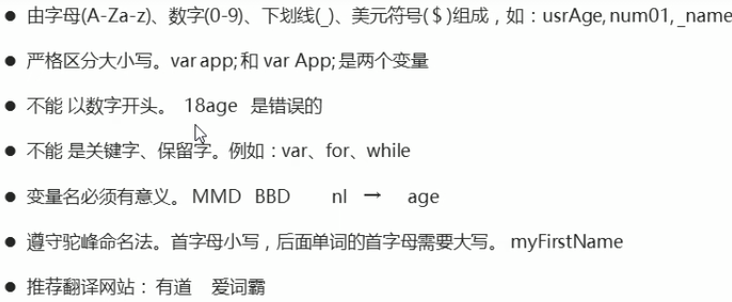 ● 由字母(A-Za-z)、数字(0-9)、下划线(_)、美元符号($)组成，如：usrAge, num01, _name
● 严格区分大小写。var app; 和 var App; 是两个变量
● 不能 以数字开头。 18age 是错误的
● 不能 是关键字、保留字。例如：var、for、while
● 变量名必须有意义。 MMD BBD nl → age
● 遵守驼峰命名法。首字母小写，后面单词的首字母需要大写。 myFirstName
● 推荐翻译网站： 有道 爱词霸